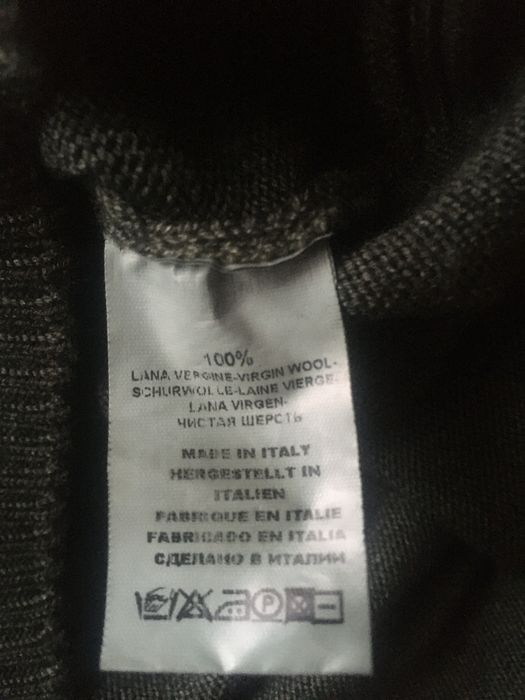 100%
LANA VERGINE-VIRGIN WOOL-
SCHURWOLLE-LAINE VIERGE-
LANA VIRGEN-
ЧИСТАЯ ШЕРСТЬ
MADE IN ITALY
HERGESTELLT IN
ITALIEN
FABRIQUE EN ITALIE
FABRICADO EN ITALIA
СДЕЛАНО В ИТАЛИИ
P